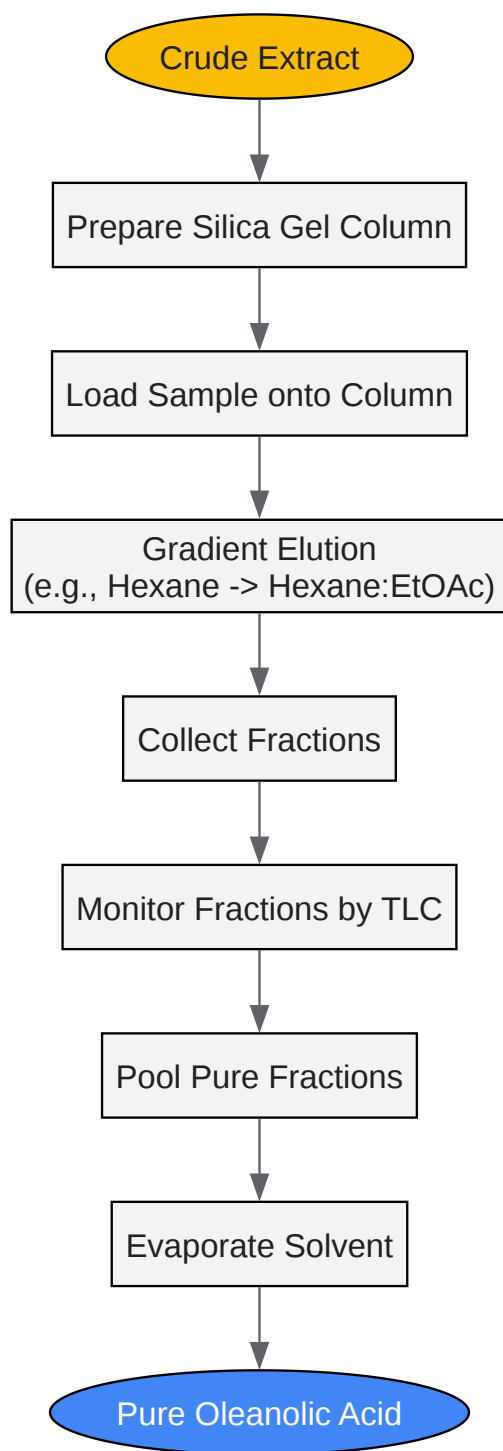 Crude Extract
Prepare Silica Gel Column
Load Sample onto Column
Gradient Elution
(e.g., Hexane -> Hexane:EtOAc)
Collect Fractions
Monitor Fractions by TLC
Pool Pure Fractions
Evaporate Solvent
Pure Oleanolic Acid